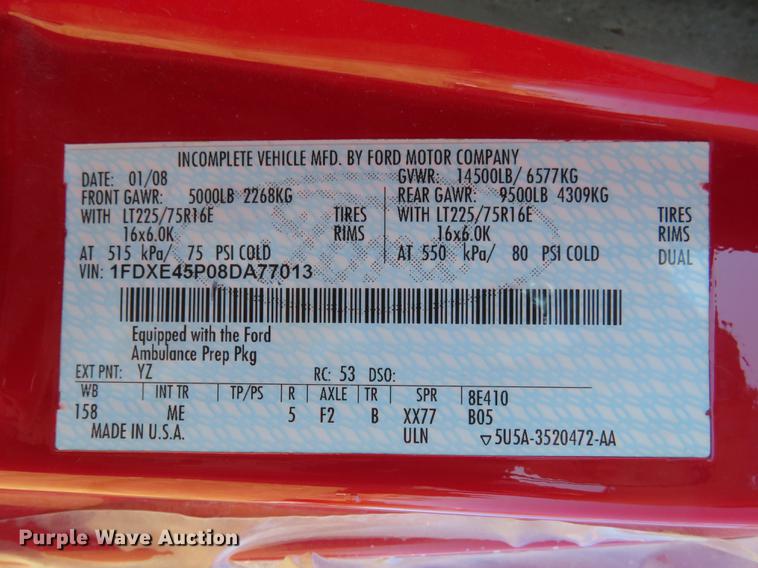 INCOMPLETE VEHICLE MFD. BY FORD MOTOR COMPANY
DATE: 01/08 GVWR: 14500LB/ 6577KG
FRONT GAWR: 5000LB 2268KG REAR GAWR: 9500LB 4309KG
WITH LT225/75R16E TIRES WITH LT225/75R16E TIRES
16x6.0K RIMS 16x6.0K RIMS
AT 515 kPa/ 75 PSI COLD AT 550 kPa/ 80 PSI COLD DUAL
VIN: 1FDXE45P08DA77013
Equipped with the Ford
Ambulance Prep Pkg
EXT PNT: YZ RC: 53 DSO:
WB INT TR TP/PS R AXLE TR SPR 8E410
158 ME 5 F2 B XX77 B05
MADE IN U.S.A. ULN ▽5U5A-3520472-AA
Purple Wave Auction